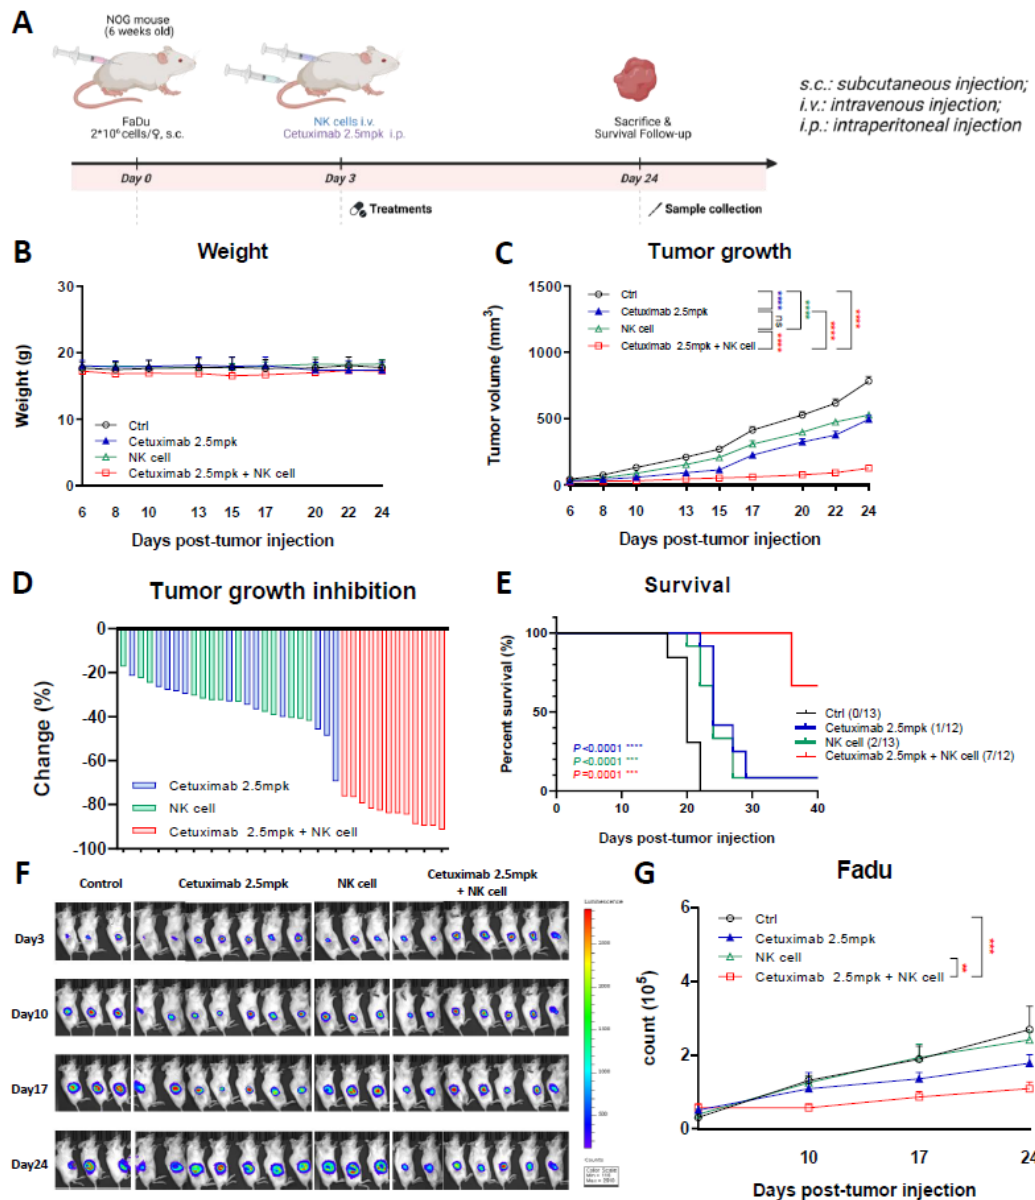 A
NOG mouse
(6 weeks old)
FaDu
2*10⁶cells/♀, s.c.
NK cells i.v.
Cetuximab 2.5mpk i.p.
Sacrifice &
Survival Follow-up
s.c.: subcutaneous injection;
i.v.: intravenous injection;
i.p.: intraperitoneal injection
Day 0
Day 3
Day 24
Treatments
Sample collection
B
Weight
Weight (g)
30
20
10
0
Ctrl
Cetuximab 2.5mpk
NK cell
Cetuximab 2.5mpk + NK cell
6 8 10 13 15 17 20 22 24
Days post-tumor injection
C
Tumor growth
Tumor volume (mm³)
1500
1000
500
0
Ctrl
Cetuximab 2.5mpk
NK cell
Cetuximab 2.5mpk + NK cell
****
ns
****
****
****
****
6 8 10 13 15 17 20 22 24
Days post-tumor injection
D
Tumor growth inhibition
Change (%)
0
-20
-40
-60
-80
-100
Cetuximab 2.5mpk
NK cell
Cetuximab 2.5mpk + NK cell
E
Survival
Percent survival (%)
100
50
0
P<0.0001 ****
P<0.0001 ***
P=0.0001 ***
Ctrl (0/13)
Cetuximab 2.5mpk (1/12)
NK cell (2/13)
Cetuximab 2.5mpk + NK cell (7/12)
0 10 20 30 40
Days post-tumor injection
F
Control
Cetuximab 2.5mpk
NK cell
Cetuximab 2.5mpk
+ NK cell
Day3
Day10
Day17
Day24
Luminescence
Counts
Color Scale
G
Fadu
count (10⁵)
6
4
2
0
Ctrl
Cetuximab 2.5mpk
NK cell
Cetuximab 2.5mpk + NK cell
**
***
10 17 24
Days post-tumor injection